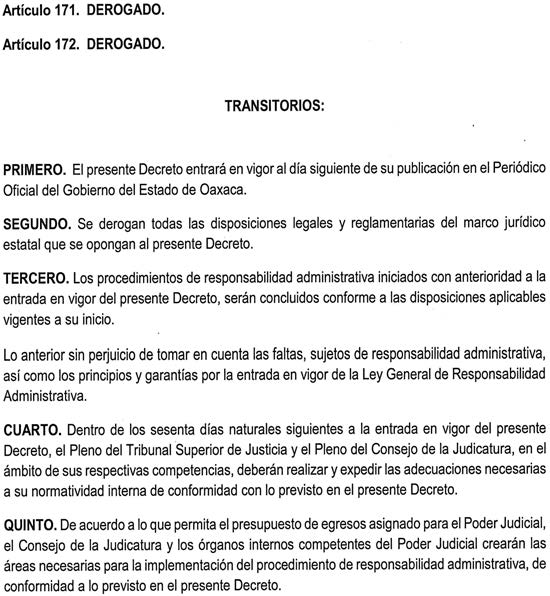 Artículo 171. DEROGADO.
Artículo 172. DEROGADO.
TRANSITORIOS:
PRIMERO. El presente Decreto entrará en vigor al día siguiente de su publicación en el Periódico
Oficial del Gobierno del Estado de Oaxaca.
SEGUNDO. Se derogan todas las disposiciones legales y reglamentarias del marco jurídico
estatal que se opongan al presente Decreto.
TERCERO. Los procedimientos de responsabilidad administrativa iniciados con anterioridad a la
entrada en vigor del presente Decreto, serán concluidos conforme a las disposiciones aplicables
vigentes a su inicio.
Lo anterior sin perjuicio de tomar en cuenta las faltas, sujetos de responsabilidad administrativa,
así como los principios y garantías por la entrada en vigor de la Ley General de Responsabilidad
Administrativa.
CUARTO. Dentro de los sesenta días naturales siguientes a la entrada en vigor del presente
Decreto, el Pleno del Tribunal Superior de Justicia y el Pleno del Consejo de la Judicatura, en el
ámbito de sus respectivas competencias, deberán realizar y expedir las adecuaciones necesarias
a su normatividad interna de conformidad con lo previsto en el presente Decreto.
QUINTO. De acuerdo a lo que permita el presupuesto de egresos asignado para el Poder Judicial,
el Consejo de la Judicatura y los órganos internos competentes del Poder Judicial crearán las
áreas necesarias para la implementación del procedimiento de responsabilidad administrativa, de
conformidad a lo previsto en el presente Decreto.